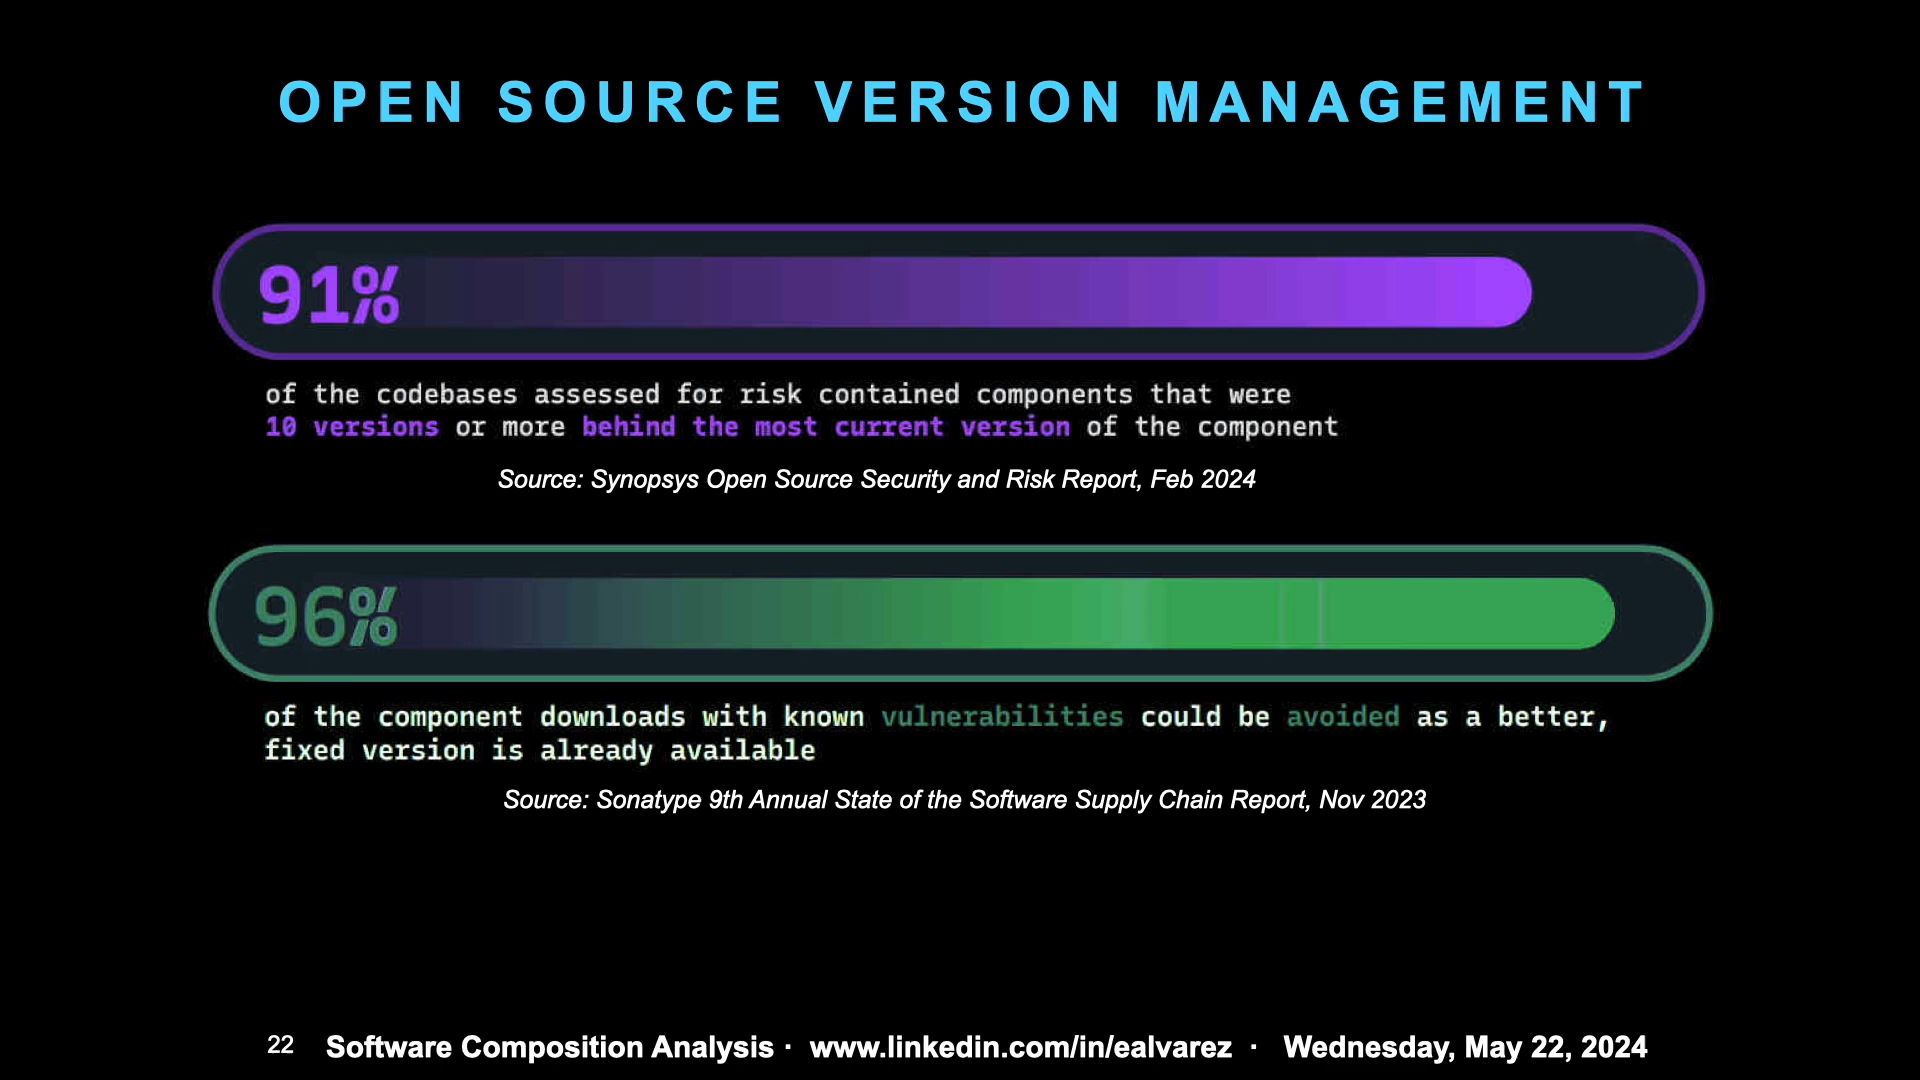 OPEN SOURCE VERSION MANAGEMENT
91%
of the codebases assessed for risk contained components that were
10 versions or more behind the most current version of the component
Source: Synopsys Open Source Security and Risk Report, Feb 2024
96%
of the component downloads with known vulnerabilities could be avoided as a better,
fixed version is already available
Source: Sonatype 9th Annual State of the Software Supply Chain Report, Nov 2023
22 Software Composition Analysis · www.linkedin.com/in/ealvarez · Wednesday, May 22, 2024